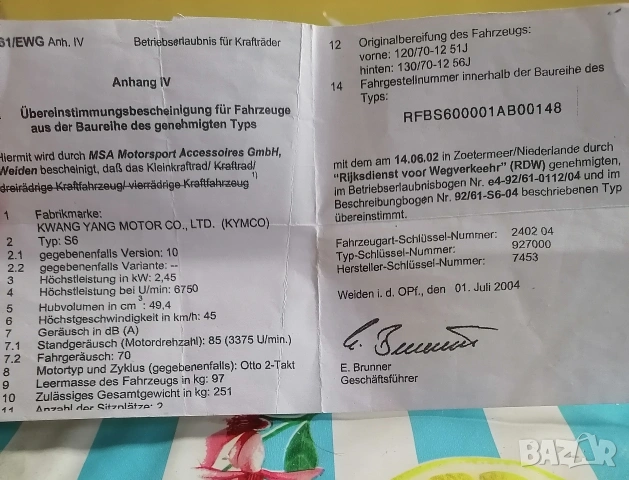 61/EWG Anh. IV Betriebserlaubnis für Krafträder
Anhang IV
Übereinstimmungsbescheinigung für Fahrzeuge
aus der Baureihe des genehmigten Typs
Hiermit wird durch MSA Motorsport Accessoires GmbH,
Weiden bescheinigt, daß das Kleinkraftrad/ Kraftrad/
dreirädrige Kraftfahrzeug/ vierrädrige Kraftfahrzeug 1)
1 Fabrikmarke:
KWANG YANG MOTOR CO., LTD. (KYMCO)
2 Typ: S6
2.1 gegebenenfalls Version: 10
2.2 gegebenenfalls Variante: --
3 Höchstleistung in kW: 2,45
4 Höchstleistung bei U/min: 6750
5 Hubvolumen in cm3: 49,4
6 Höchstgeschwindigkeit in km/h: 45
7 Geräusch in dB (A)
7.1 Standgeräusch (Motordrehzahl): 85 (3375 U/min.)
7.2 Fahrgeräusch: 70
8 Motortyp und Zyklus (gegebenenfalls): Otto 2-Takt
9 Leermasse des Fahrzeugs in kg: 97
10 Zulässiges Gesamtgewicht in kg: 251
11 Anzahl der Sitzplätze: 2
12 Originalbereifung des Fahrzeugs:
vorne: 120/70-12 51J
hinten: 130/70-12 56J
14 Fahrgestellnummer innerhalb der Baureihe des
Typs:
RFBS600001AB00148
mit dem am 14.06.02 in Zoetermeer/Niederlande durch
"Rijksdienst voor Wegverkeehr" (RDW) genehmigten,
im Betriebserlaubnisbogen Nr. e4-92/61-0112/04 und im
Beschreibungbogen Nr. 92/61-S6-04 beschriebenen Typ
übereinstimmt.
Fahrzeugart-Schlüssel-Nummer: 2402 04
Typ-Schlüssel-Nummer: 927000
Hersteller-Schlüssel-Nummer: 7453
Weiden i. d. OPf., den 01. Juli 2004
E. Brunner
E. Brunner
Geschäftsführer
BAZAR